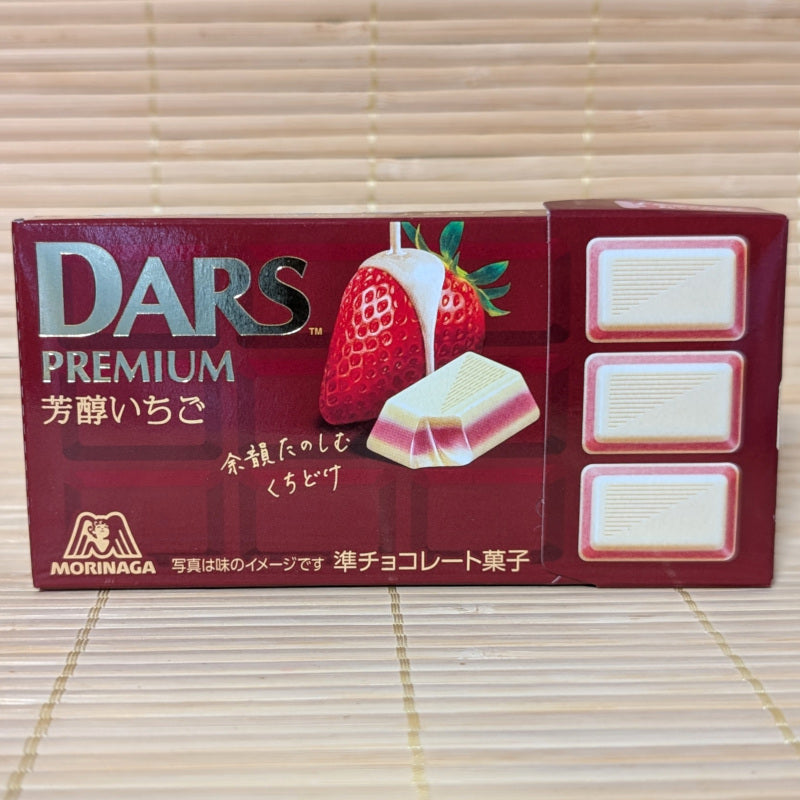 DARS™
PREMIUM
芳醇いちご
余韻たのしむ
くちどけ
MORINAGA
写真は味のイメージです 準チョコレート菓子